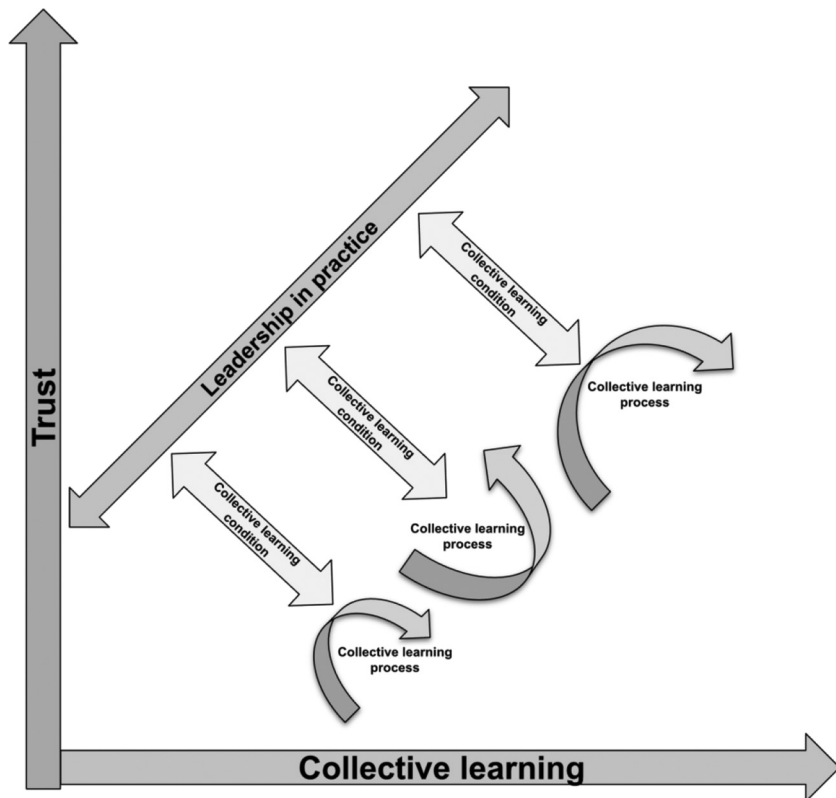 Trust
Leadership in practice
Collective learning
condition
Collective learning
process
Collective learning
condition
Collective learning
process
Collective learning
condition
Collective learning
process
Collective learning